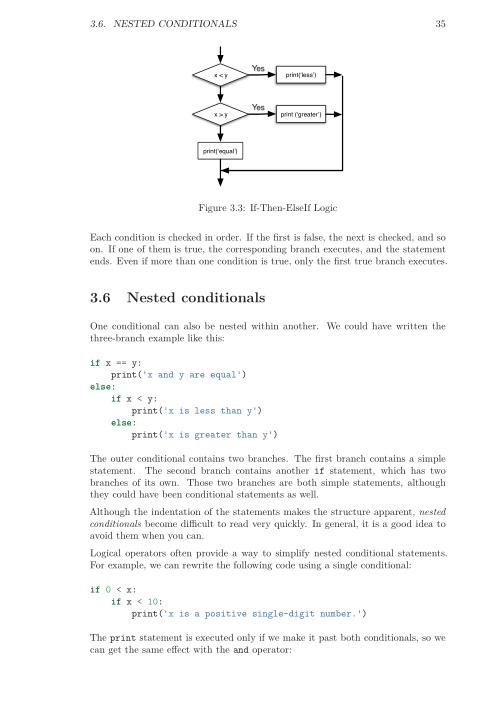 3.6. NESTED CONDITIONALS 35
x < y
Yes
print('less')
x > y
Yes
print ('greater')
print('equal')
Figure 3.3: If-Then-ElseIf Logic
Each condition is checked in order. If the first is false, the next is checked, and so
on. If one of them is true, the corresponding branch executes, and the statement
ends. Even if more than one condition is true, only the first true branch executes.
3.6 Nested conditionals
One conditional can also be nested within another. We could have written the
three-branch example like this:
if x == y:
    print('x and y are equal')
else:
    if x < y:
        print('x is less than y')
    else:
        print('x is greater than y')
The outer conditional contains two branches. The first branch contains a simple
statement. The second branch contains another if statement, which has two
branches of its own. Those two branches are both simple statements, although
they could have been conditional statements as well.
Although the indentation of the statements makes the structure apparent, nested
conditionals become difficult to read very quickly. In general, it is a good idea to
avoid them when you can.
Logical operators often provide a way to simplify nested conditional statements.
For example, we can rewrite the following code using a single conditional:
if 0 < x:
    if x < 10:
        print('x is a positive single-digit number.')
The print statement is executed only if we make it past both conditionals, so we
can get the same effect with the and operator: